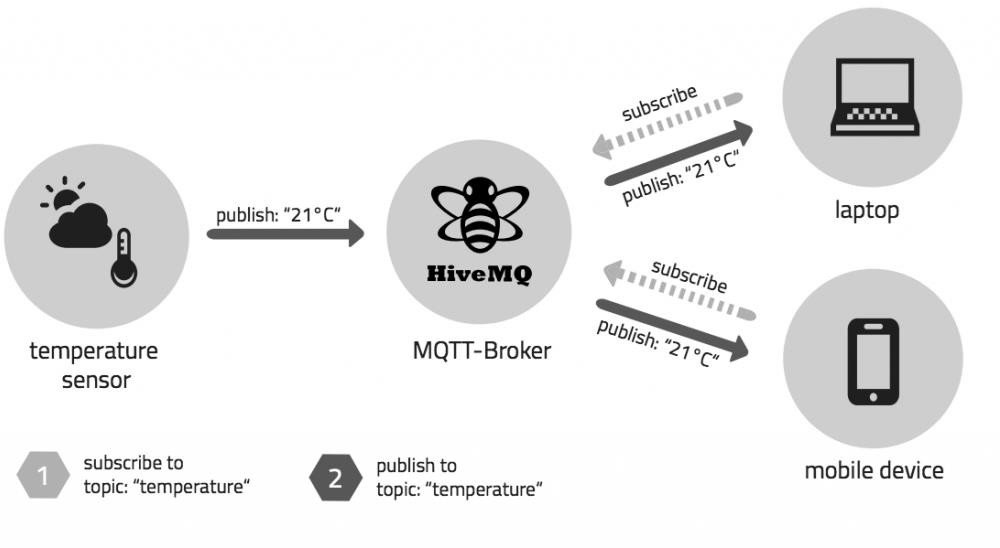 subscribe
publish: “21°C“
laptop
publish: “21°C“
HiveMQ
temperature
sensor
MQTT-Broker
subscribe
publish: “21°C“
mobile device
1
subscribe to
topic: “temperature“
2
publish to
topic: “temperature“